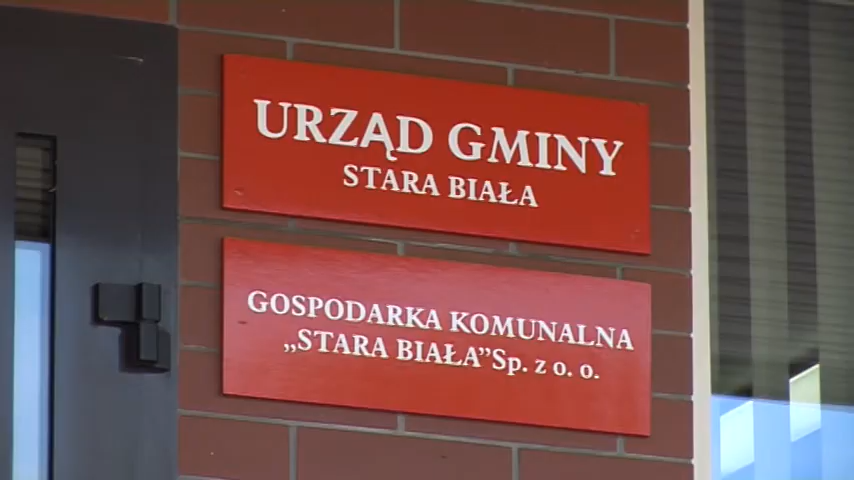 URZĄD GMINY
STARA BIAŁA
GOSPODARKA KOMUNALNA
„STARA BIAŁA”Sp. z o. o.